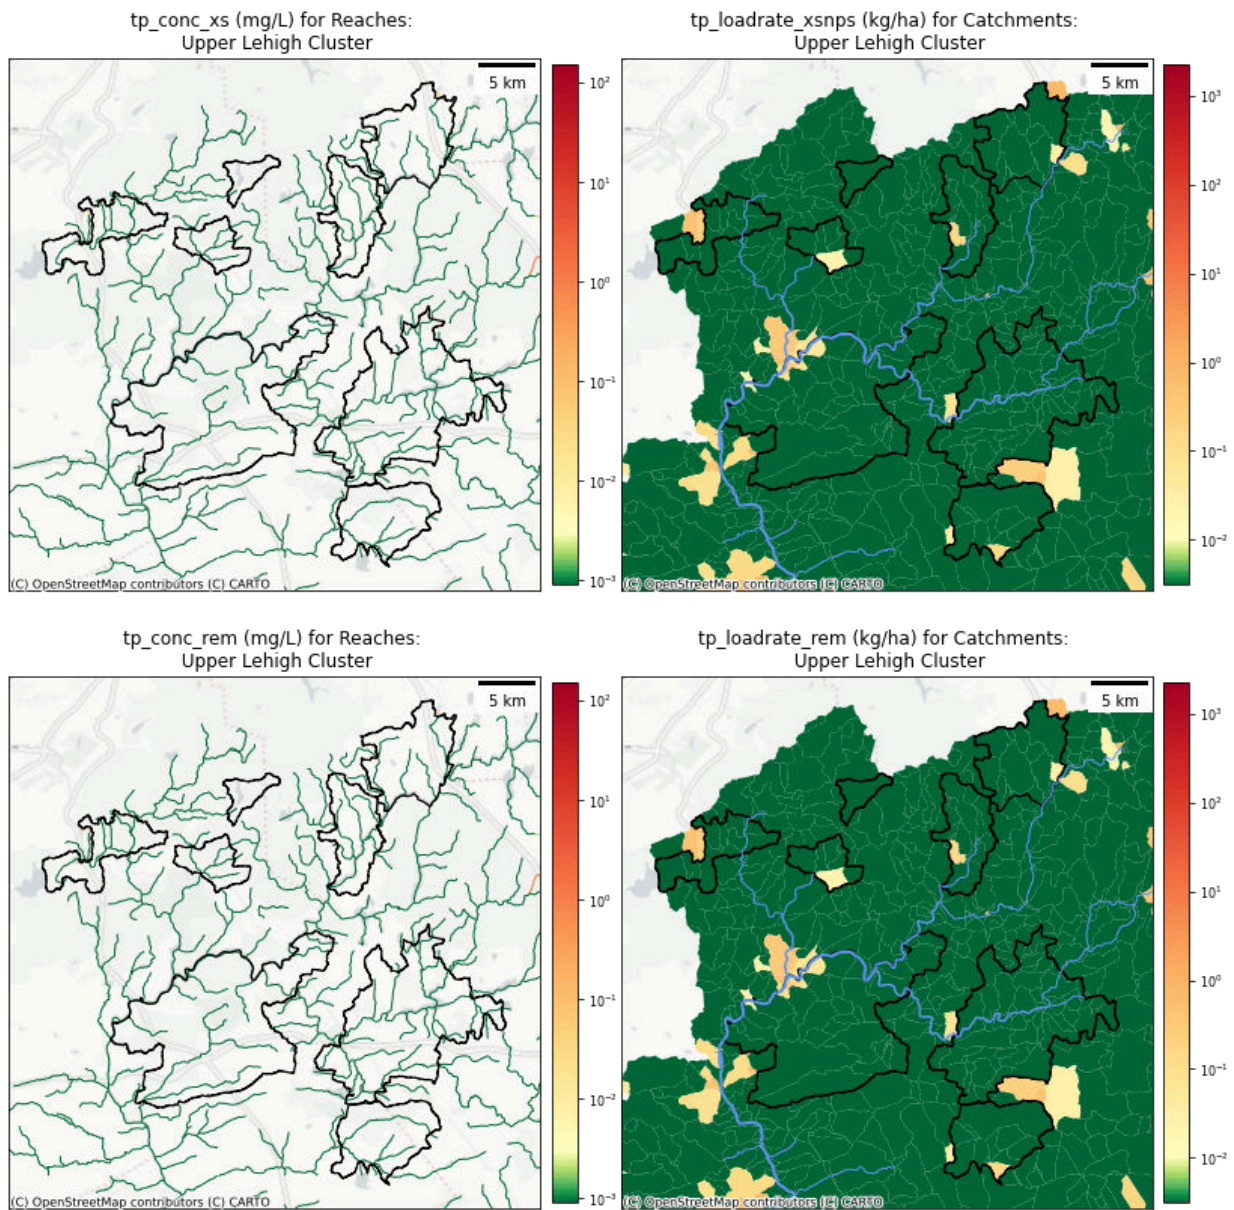 tp_conc_xs (mg/L) for Reaches:
Upper Lehigh Cluster
5 km
10²
10¹
10⁰
10⁻¹
10⁻²
10⁻³
(C) OpenStreetMap contributors (C) CARTO
tp_loadrate_xsnps (kg/ha) for Catchments:
Upper Lehigh Cluster
5 km
10³
10²
10¹
10⁰
10⁻¹
10⁻²
(C) OpenStreetMap contributors (C) CARTO
tp_conc_rem (mg/L) for Reaches:
Upper Lehigh Cluster
5 km
10²
10¹
10⁰
10⁻¹
10⁻²
10⁻³
(C) OpenStreetMap contributors (C) CARTO
tp_loadrate_rem (kg/ha) for Catchments:
Upper Lehigh Cluster
5 km
10³
10²
10¹
10⁰
10⁻¹
10⁻²
(C) OpenStreetMap contributors (C) CARTO